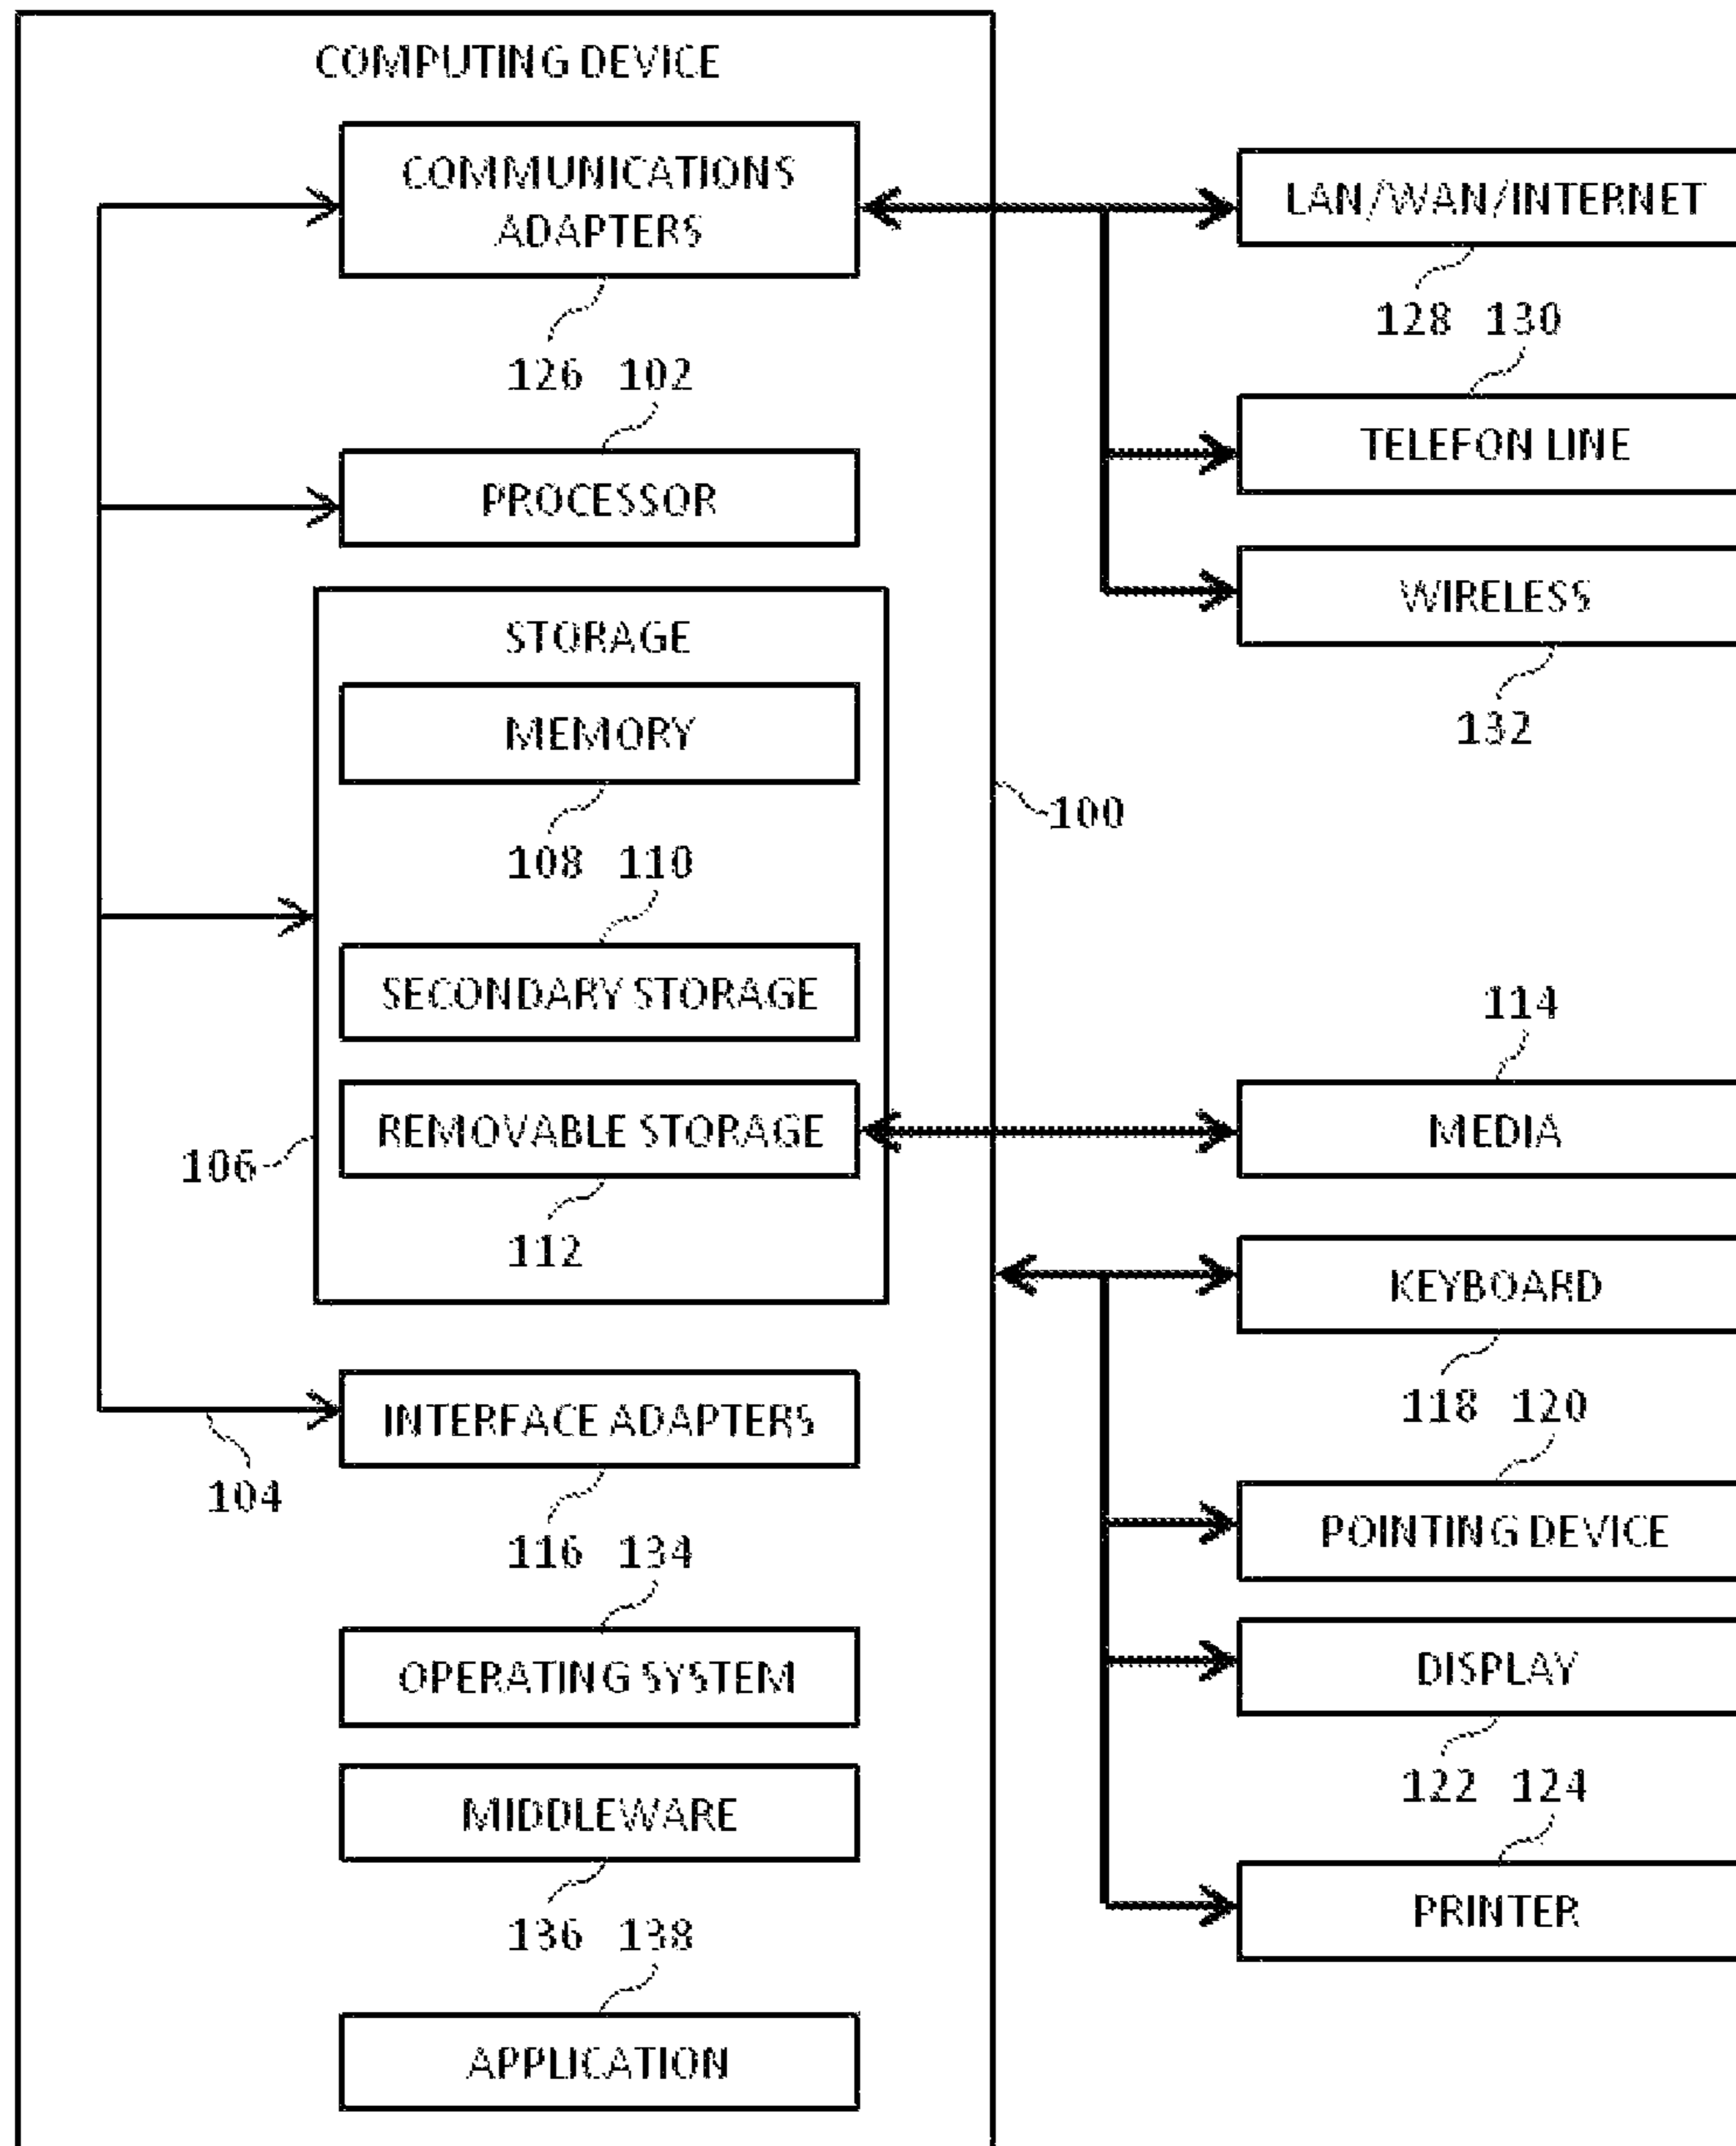 COMPUTING DEVICE
COMMUNICATIONS
ADAPTERS
126 102
PROCESSOR
STORAGE
MEMORY
108 110
SECONDARY STORAGE
REMOVABLE STORAGE
106
112
INTERFACE ADAPTERS
104
116 134
OPERATING SYSTEM
MIDDLEWARE
136 138
APPLICATION
100
LAN/WAN/INTERNET
128 130
TELEFON LINE
WIRELESS
132
114
MEDIA
KEYBOARD
118 120
POINTING DEVICE
DISPLAY
122 124
PRINTER